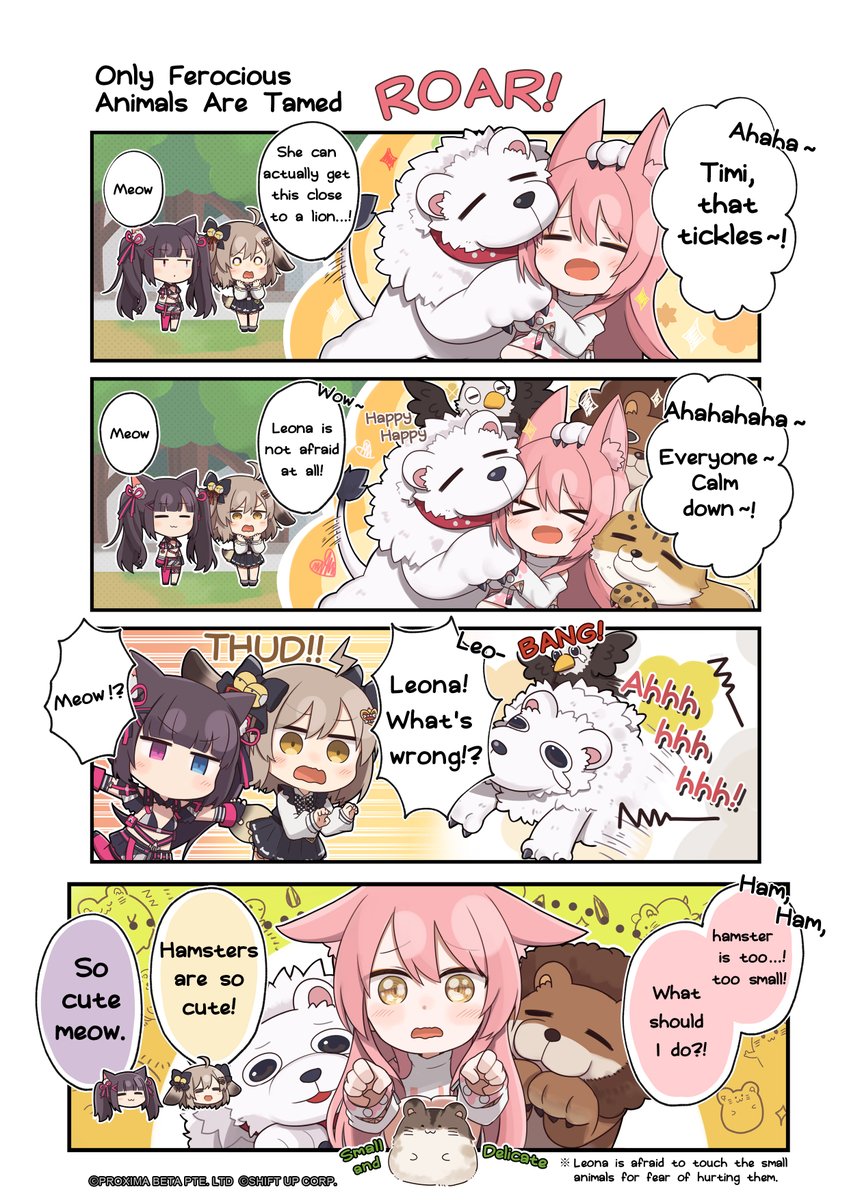 Only Ferocious
Animals Are Tamed
ROAR!
Meow
She can
actually get
this close
to a lion...!
Ahaha~
Timi,
that
tickles~!
Meow
Leona is
not afraid
at all!
Wow~
Happy
Happy
Ahahahaha~
Everyone~
Calm
down~!
Meow!?
THUD!!
Leona!
What's
wrong!?
Leo-
BANG!
Ahhh,
hhh,
hhh!
So
cute
meow.
Hamsters
are so
cute!
Ham,
Ham,
hamster
is too...!
too small!
What
should
I do?!
Small
and
Delicate
※ Leona is afraid to touch the small
animals for fear of hurting them.
©PROXIMA BETA PTE. LTD ©SHIFT UP CORP.